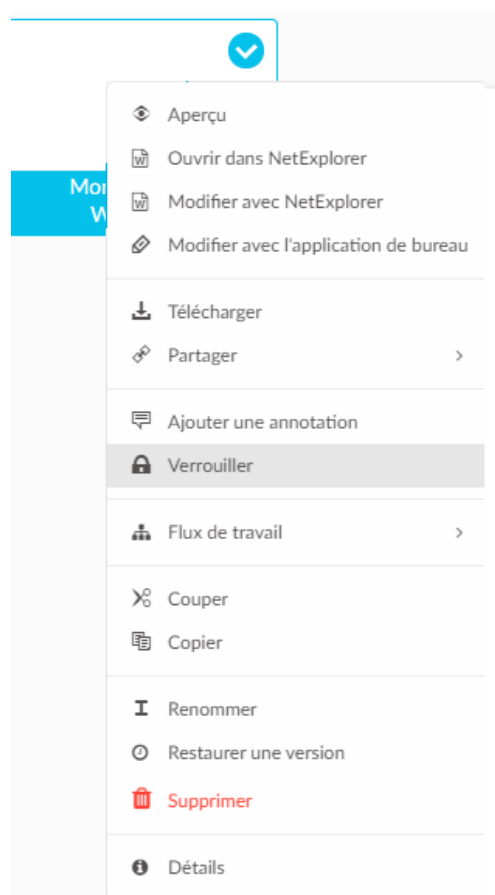 Aperçu
Ouvrir dans NetExplorer
Modifier avec NetExplorer
Modifier avec l'application de bureau
Télécharger
Partager
Ajouter une annotation
Verrouiller
Flux de travail
Couper
Copier
Renommer
Restaurer une version
Supprimer
Détails